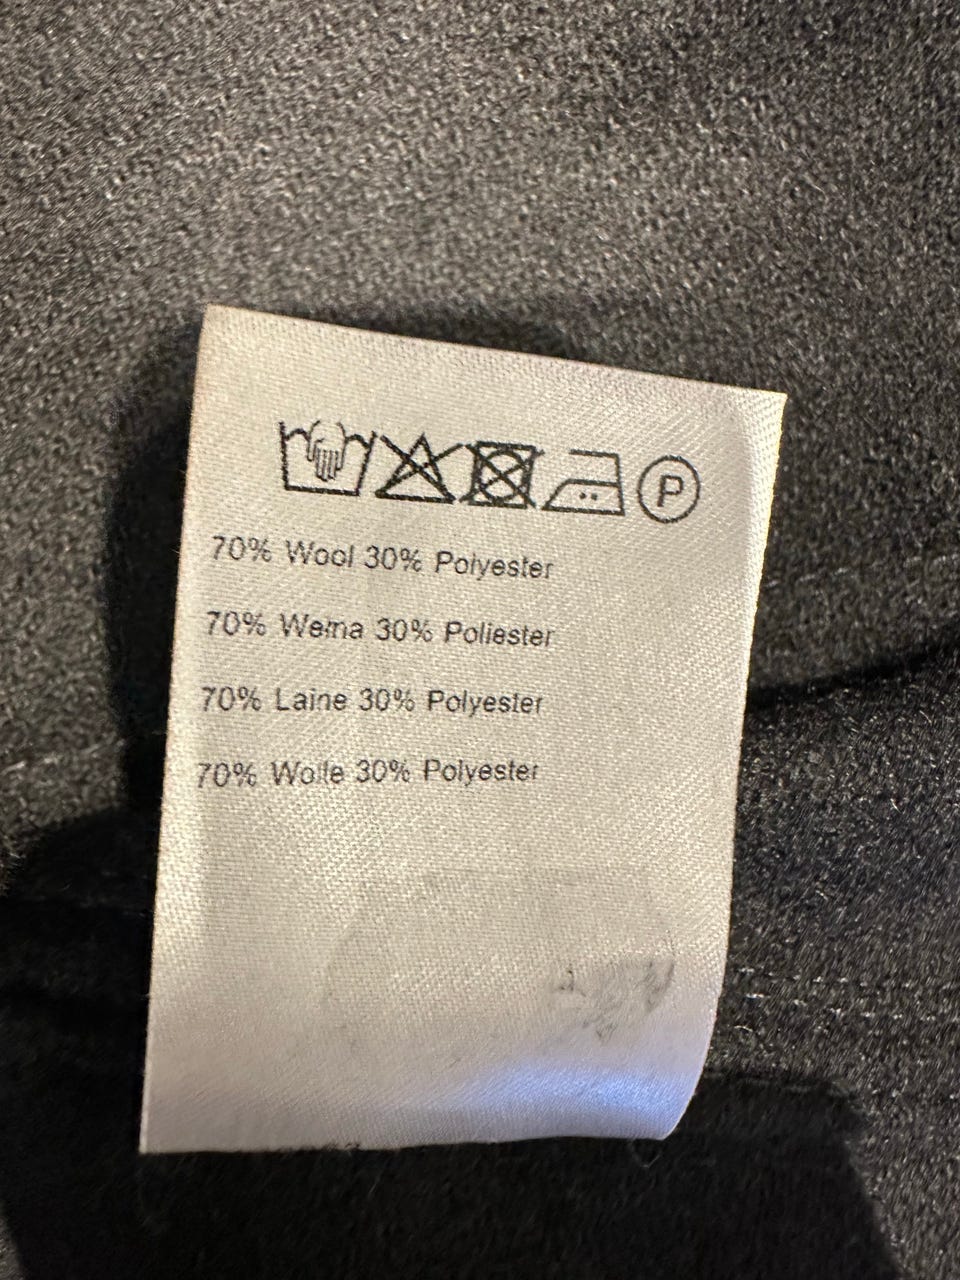 P
70% Wool 30% Polyester
70% Wełna 30% Poliester
70% Laine 30% Polyester
70% Wolle 30% Polyester